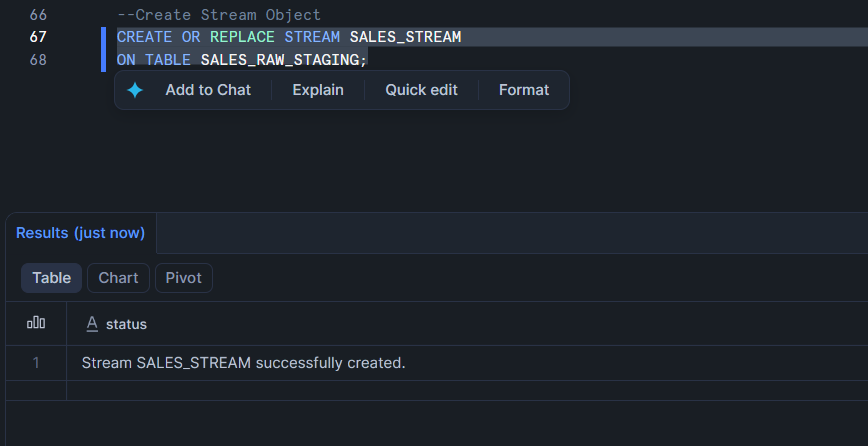 66 --Create Stream Object
67 CREATE OR REPLACE STREAM SALES_STREAM
68 ON TABLE SALES_RAW_STAGING;
Add to Chat Explain Quick edit Format
Results (just now)
Table Chart Pivot
A status
1 Stream SALES_STREAM successfully created.